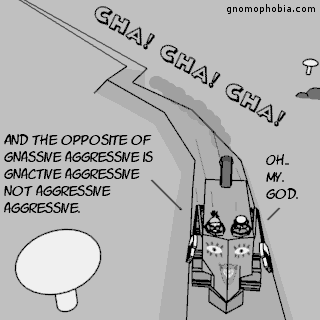 gnomophobia.com
CHA! CHA! CHA!
AND THE OPPOSITE OF
GNASSIVE AGGRESSIVE IS
GNACTIVE AGGRESSIVE
NOT AGGRESSIVE
AGGRESSIVE.
OH..
MY.
GOD.